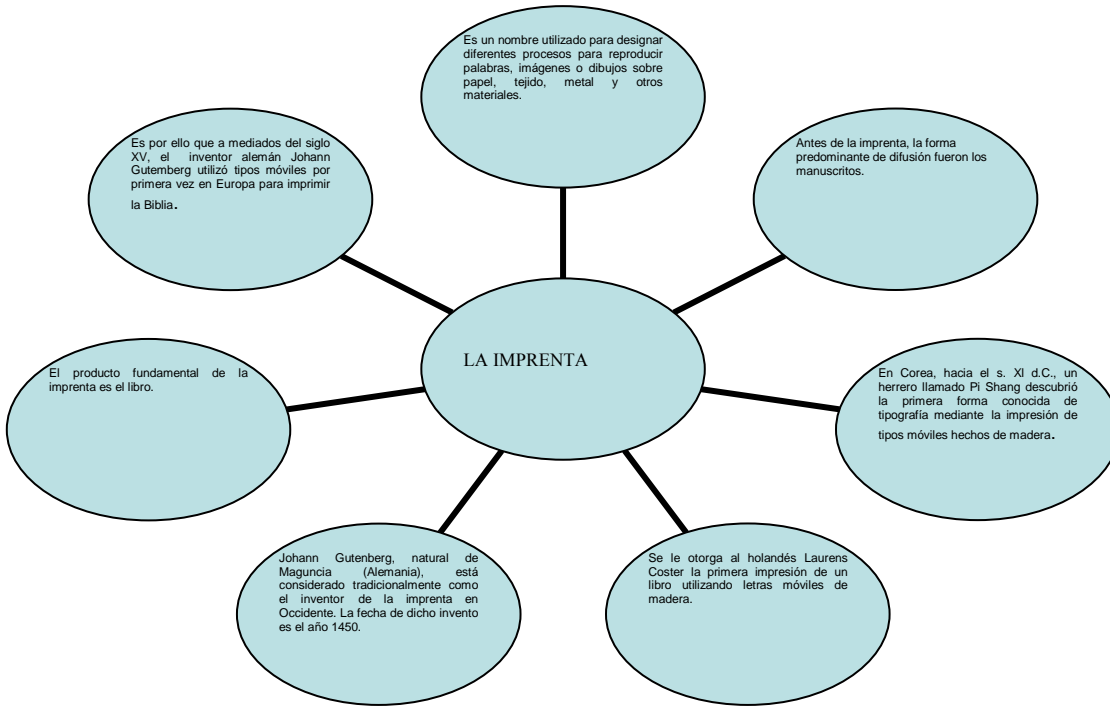 Es un nombre utilizado para designar
diferentes procesos para reproducir
palabras, imágenes o dibujos sobre
papel, tejido, metal y otros
materiales.
Es por ello que a mediados del siglo
XV, el inventor alemán Johann
Gutemberg utilizó tipos móviles por
primera vez en Europa para imprimir
la Biblia.
Antes de la imprenta, la forma
predominante de difusión fueron los
manuscritos.
LA IMPRENTA
El producto fundamental de la
imprenta es el libro.
En Corea, hacia el s. XI d.C., un
herrero llamado Pi Shang descubrió
la primera forma conocida de
tipografía mediante la impresión de
tipos móviles hechos de madera.
Johann Gutenberg, natural de
Maguncia (Alemania), está
considerado tradicionalmente como
el inventor de la imprenta en
Occidente. La fecha de dicho invento
es el año 1450.
Se le otorga al holandés Laurens
Coster la primera impresión de un
libro utilizando letras móviles de
madera.